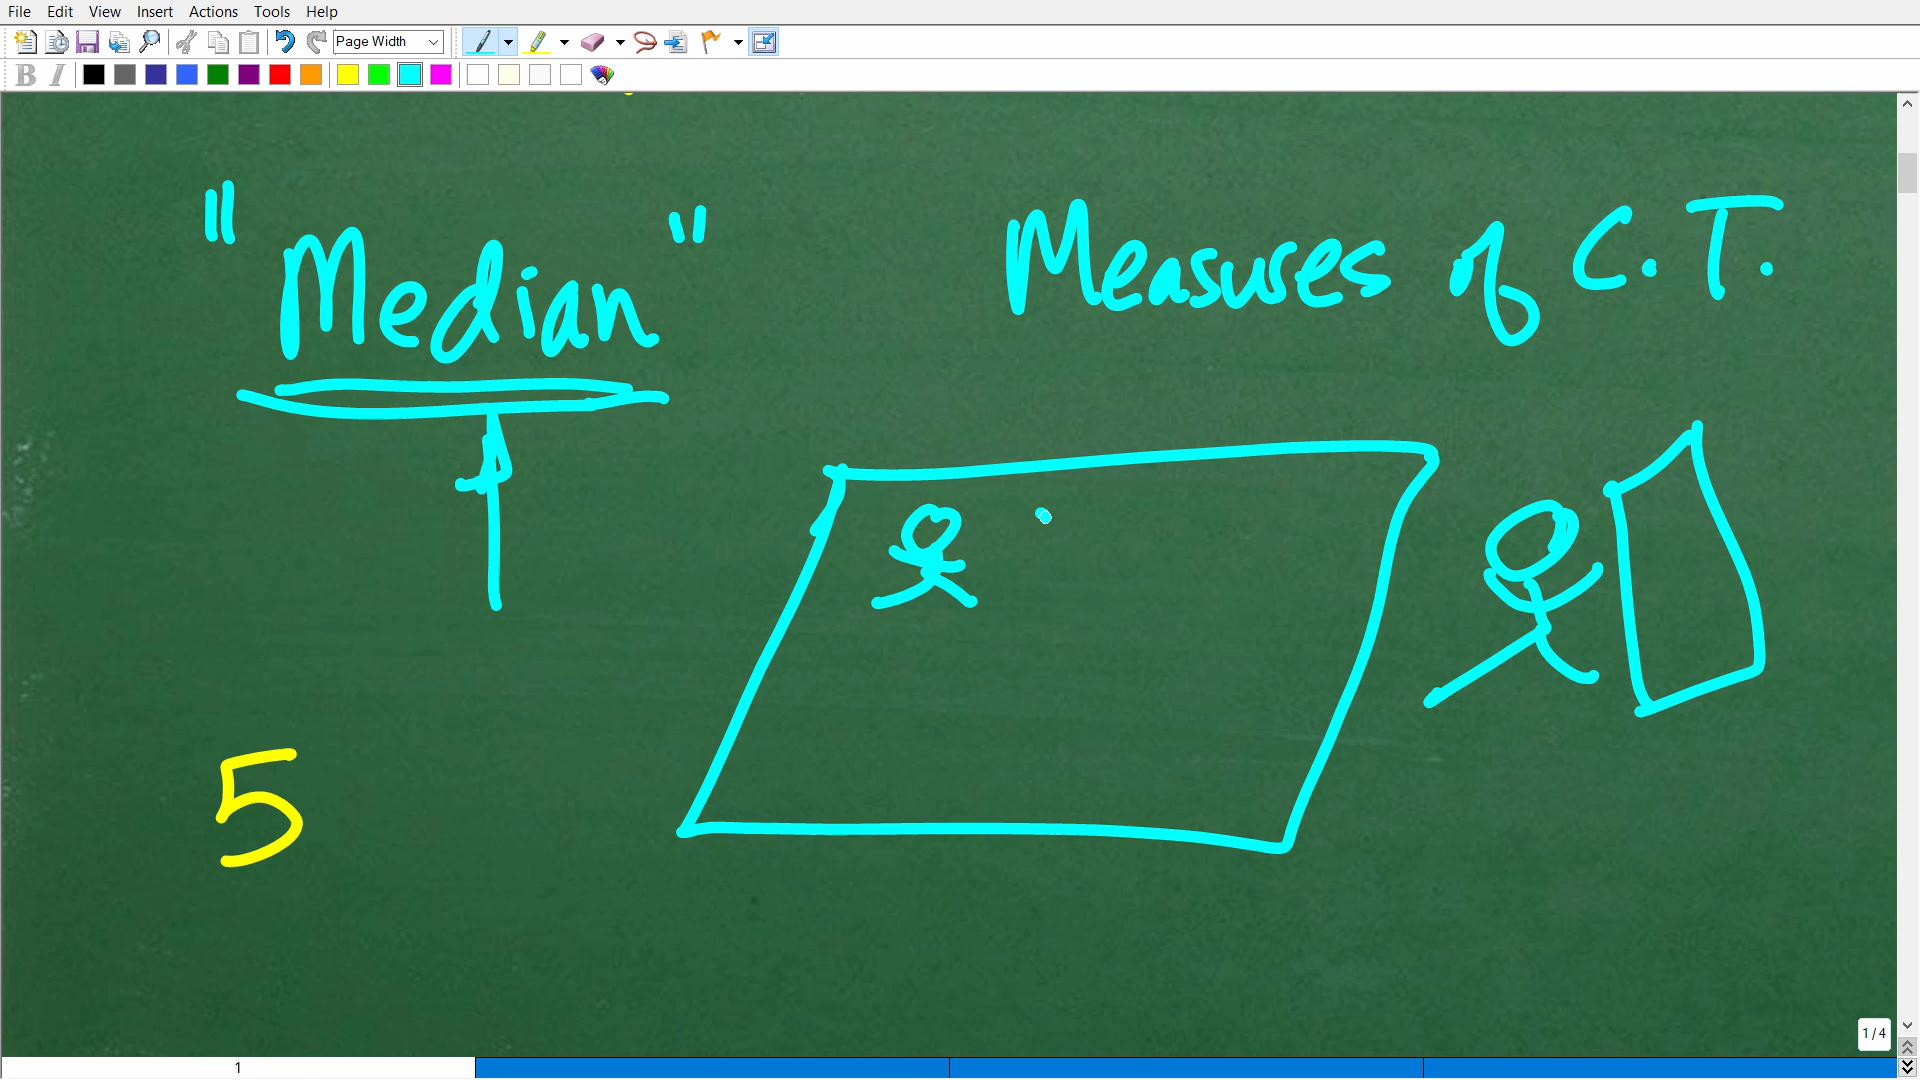 File Edit View Insert Actions Tools Help
Page Width
B I
"Median" Measures of C.T.
5
1 / 4
1